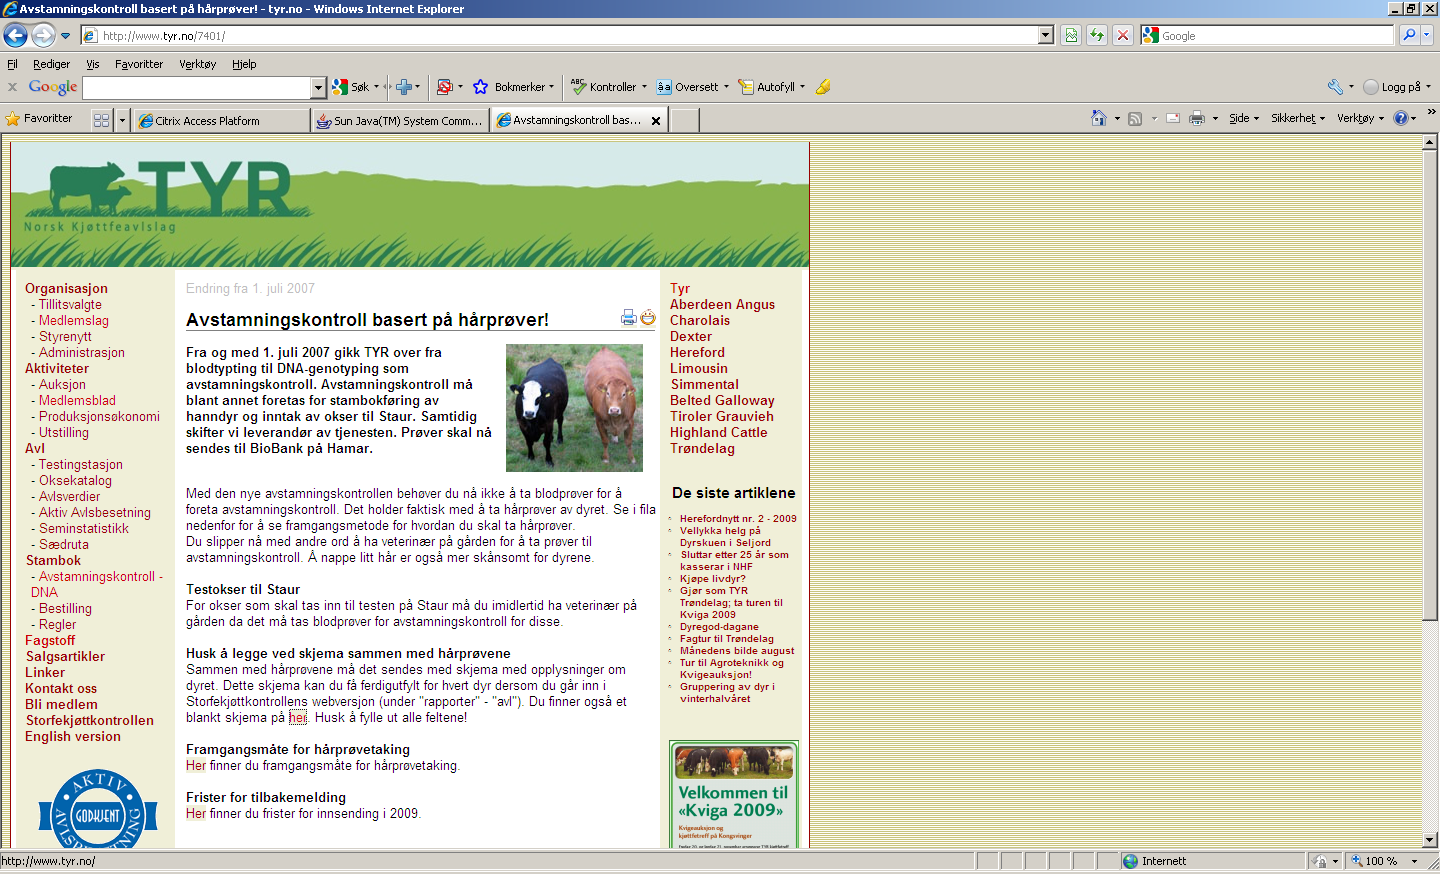 Avstamningskontroll basert på hårprøver! - tyr.no - Windows Internet Explorer
http://www.tyr.no/7401/
Google
Fil Rediger Vis Favoritter Verktøy Hjelp
x Google Søk Bokmerker ABC Kontroller äa Oversett Autofyll Logg på
Favoritter Citrix Access Platform Sun Java(TM) System Comm... Avstamningskontroll bas... Side Sikkerhet Verktøy
TYR
Norsk Kjøttfeavlslag
Organisasjon
- Tillitsvalgte
- Medlemslag
- Styrenytt
- Administrasjon
Aktiviteter
- Auksjon
- Medlemsblad
- Produksjonsøkonomi
- Utstilling
Avl
- Testingstasjon
- Oksekatalog
- Avlsverdier
- Aktiv Avlsbesetning
- Seminstatistikk
- Sædruta
Stambok
- Avstamningskontroll -
DNA
- Bestilling
- Regler
Fagstoff
Salgsartikler
Linker
Kontakt oss
Bli medlem
Storfekjøttkontrollen
English version
AKTIV
GODKJENT
AVLSBESETNING
Endring fra 1. juli 2007
Avstamningskontroll basert på hårprøver!
Fra og med 1. juli 2007 gikk TYR over fra
blodtypting til DNA-genotyping som
avstamningskontroll. Avstamningskontroll må
blant annet foretas for stambokføring av
hanndyr og inntak av okser til Staur. Samtidig
skifter vi leverandør av tjenesten. Prøver skal nå
sendes til BioBank på Hamar.
Med den nye avstamningskontrollen behøver du nå ikke å ta blodprøver for å
foreta avstamningskontroll. Det holder faktisk med å ta hårprøver av dyret. Se i fila
nedenfor for å se framgangsmetode for hvordan du skal ta hårprøver.
Du slipper nå med andre ord å ha veterinær på gården for å ta prøver til
avstamningskontroll. Å nappe litt hår er også mer skånsomt for dyrene.
Testokser til Staur
For okser som skal tas inn til testen på Staur må du imidlertid ha veterinær på
gården da det må tas blodprøver for avstamningskontroll for disse.
Husk å legge ved skjema sammen med hårprøvene
Sammen med hårprøvene må det sendes med skjema med opplysninger om
dyret. Dette skjema kan du få ferdigutfylt for hvert dyr dersom du går inn i
Storfekjøttkontrollens webversjon (under "rapporter" - "avl"). Du finner også et
blankt skjema på her. Husk å fylle ut alle feltene!
Framgangsmåte for hårprøvetaking
Her finner du framgangsmåte for hårprøvetaking.
Frister for tilbakemelding
Her finner du frister for innsending i 2009.
Tyr
Aberdeen Angus
Charolais
Dexter
Hereford
Limousin
Simmental
Belted Galloway
Tiroler Grauvieh
Highland Cattle
Trøndelag
De siste artiklene
Herefordnytt nr. 2 - 2009
Vellykka helg på
Dyrskuen i Seljord
Sluttar etter 25 år som
kasserar i NHF
Kjøpe livdyr?
Gjør som TYR
Trøndelag; ta turen til
Kviga 2009
Dyregod-dagane
Fagtur til Trøndelag
Månedens bilde august
Tur til Agroteknikk og
Kvigeauksjon!
Gruppering av dyr i
vinterhalvåret
Velkommen til
«Kviga 2009»
Kvigeauksjon og
kjøttfetreff på Kongsvinger
http://www.tyr.no/ Internett 100 %